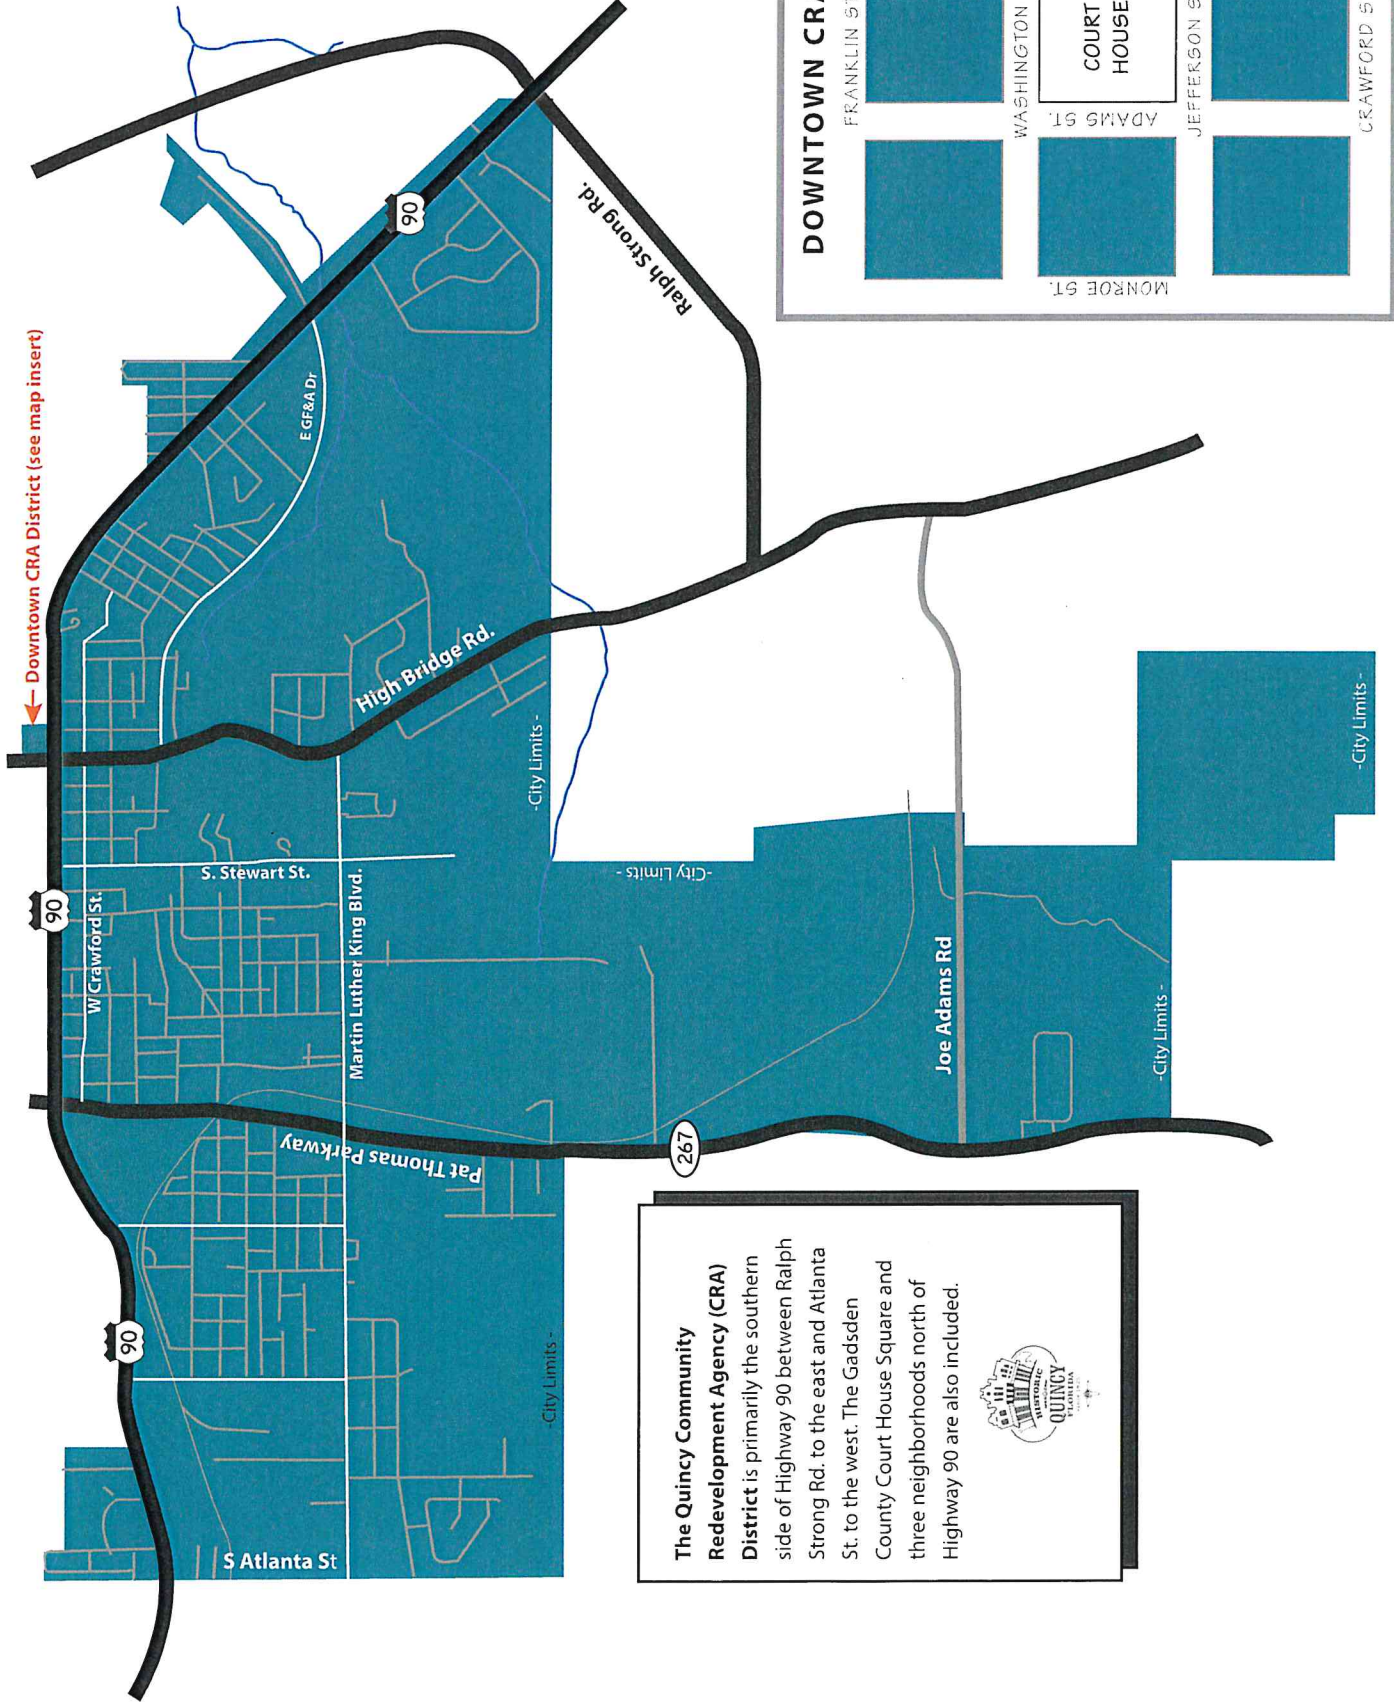 ← Downtown CRA District (see map insert)
90
90
90
W Crawford St.
S. Stewart St.
Martin Luther King Blvd.
E GF&A Dr
High Bridge Rd.
Ralph Strong Rd.
Pat Thomas Parkway
S Atlanta St
267
Joe Adams Rd
-City Limits -
-City Limits -
-City Limits -
-City Limits -
-City Limits -
The Quincy Community
Redevelopment Agency (CRA)
District is primarily the southern
side of Highway 90 between Ralph
Strong Rd. to the east and Atlanta
St. to the west. The Gadsden
County Court House Square and
three neighborhoods north of
Highway 90 are also included.
HISTORIC
QUINCY
FLORIDA
DOWNTOWN CRA
FRANKLIN ST
WASHINGTON
COURT
HOUSE
ADAMS ST.
MONROE ST.
JEFFERSON S
CRAWFORD S